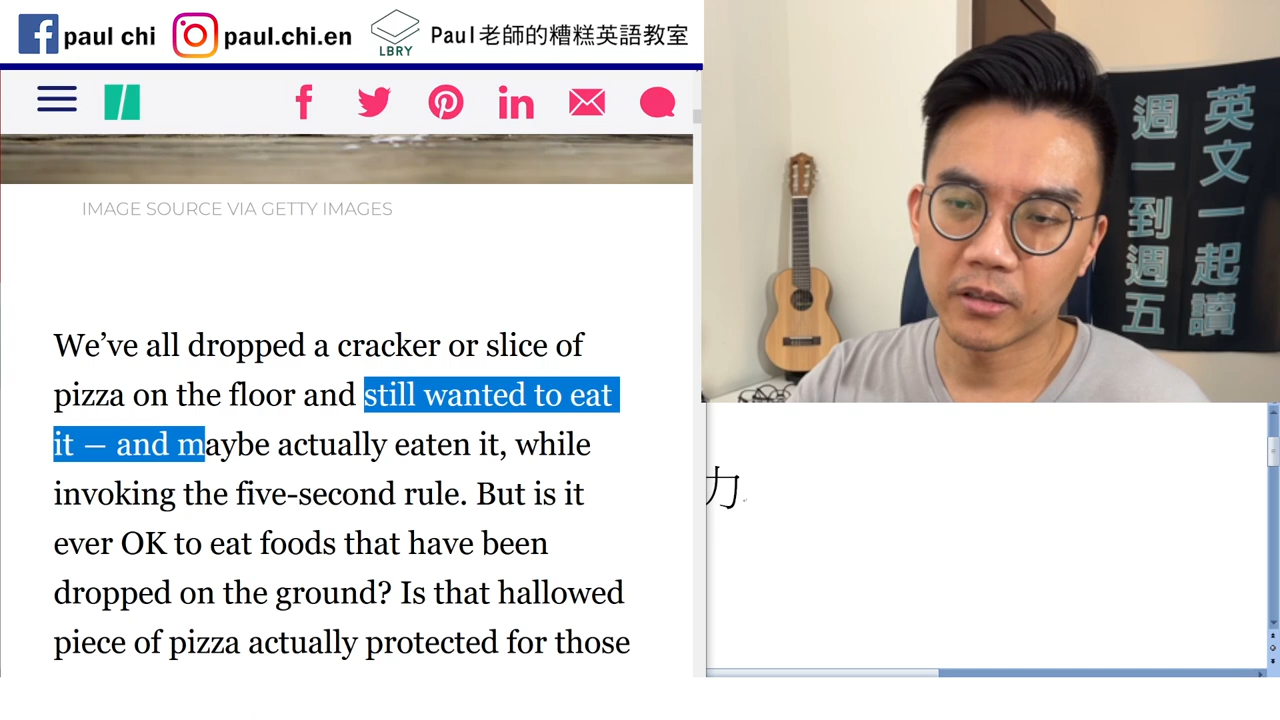 paul chi
paul.chi.en
LBRY
Paul老師的糟糕英語教室
IMAGE SOURCE VIA GETTY IMAGES
We’ve all dropped a cracker or slice of
pizza on the floor and still wanted to eat
it — and maybe actually eaten it, while
invoking the five-second rule. But is it
ever OK to eat foods that have been
dropped on the ground? Is that hallowed
piece of pizza actually protected for those
英文一起讀
週一到週五
力